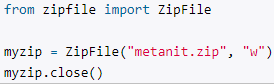 from zipfile import ZipFile
myzip = ZipFile("metanit.zip", "w")
myzip.close()